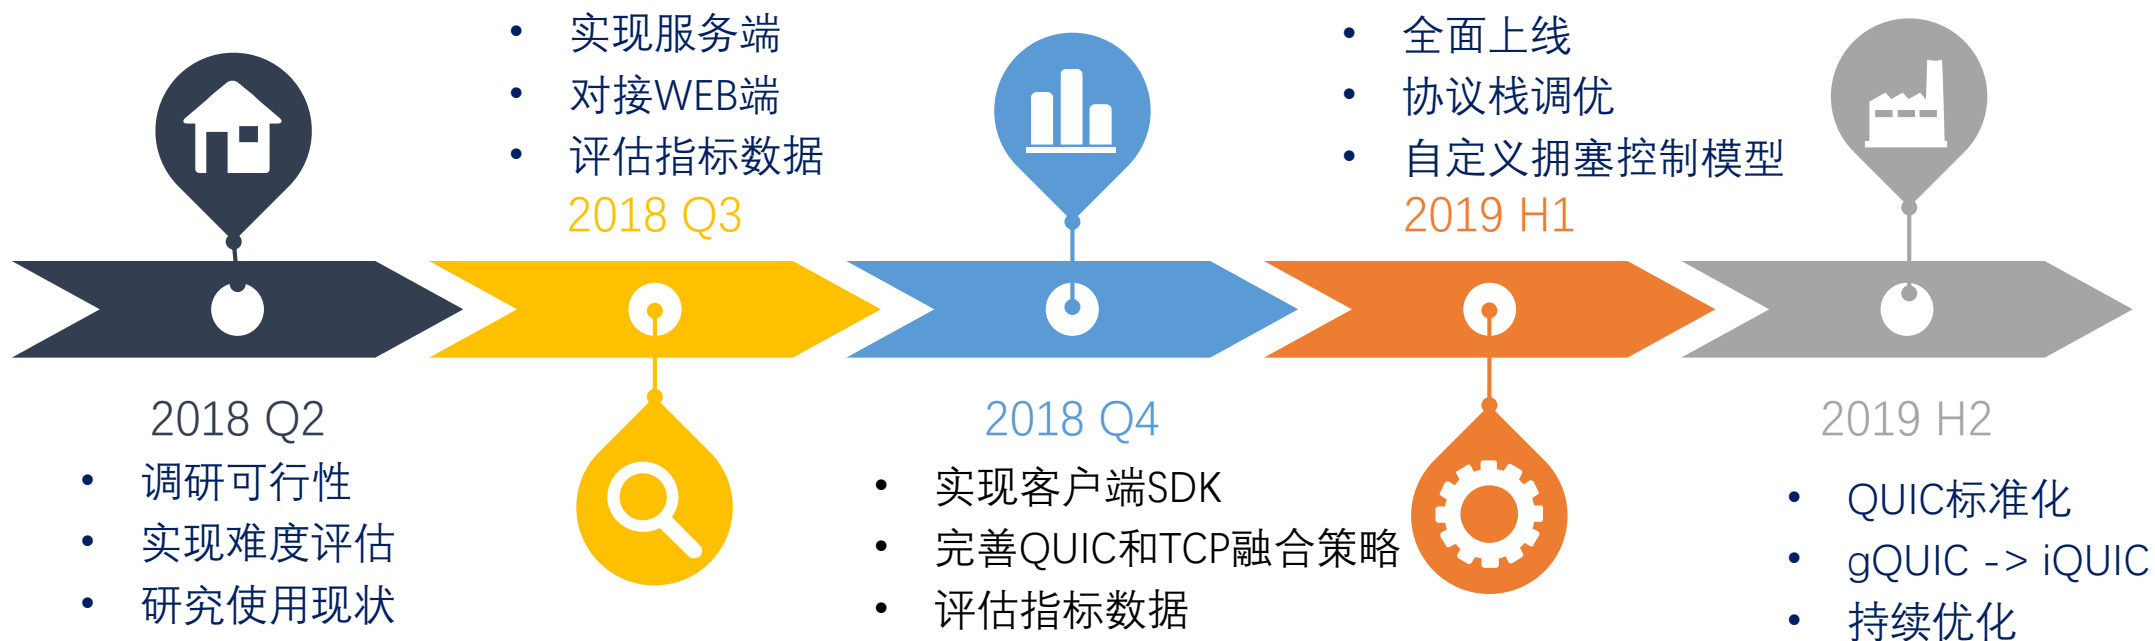 2018 Q2
调研可行性
实现难度评估
研究使用现状
实现服务端
对接WEB端
评估指标数据
2018 Q3
2018 Q4
实现客户端SDK
完善QUIC和TCP融合策略
评估指标数据
全面上线
协议栈调优
自定义拥塞控制模型
2019 H1
2019 H2
QUIC标准化
gQUIC -> iQUIC
持续优化